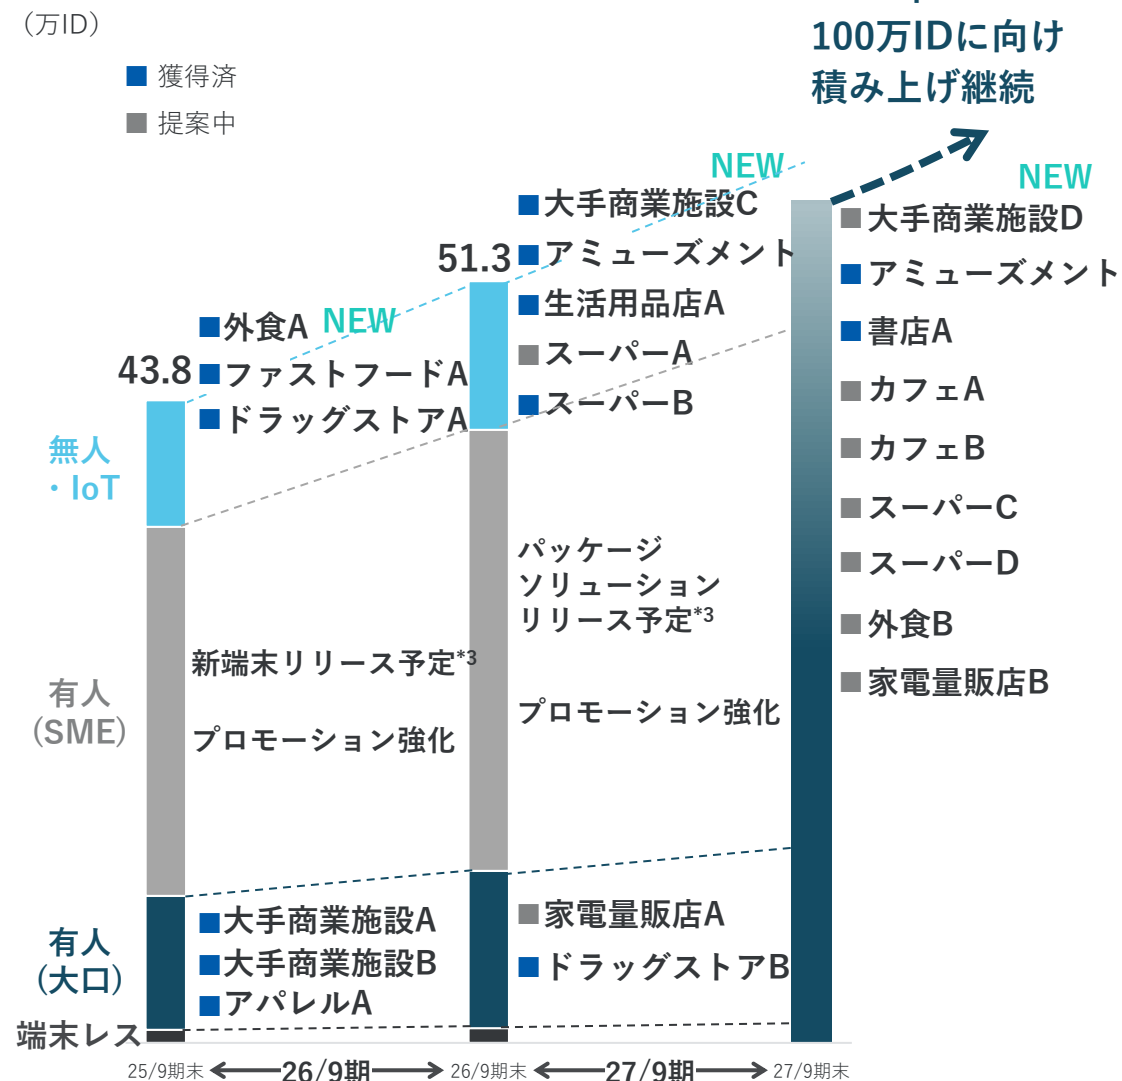 （万ID）
獲得済
提案中
100万IDに向け
積み上げ継続
NEW
大手商業施設C
アミューズメント
生活用品店A
スーパーA
スーパーB
51.3
NEW
大手商業施設D
アミューズメント
書店A
カフェA
カフェB
スーパーC
スーパーD
外食B
家電量販店B
外食A NEW
ファストフードA
ドラッグストアA
43.8
無人
・IoT
パッケージ
ソリューション
リリース予定*3
プロモーション強化
新端末リリース予定*3
プロモーション強化
有人
(SME)
大手商業施設A
大手商業施設B
アパレルA
家電量販店A
ドラッグストアB
有人
(大口)
端末レス
25/9期末 26/9期 26/9期末 27/9期 27/9期末